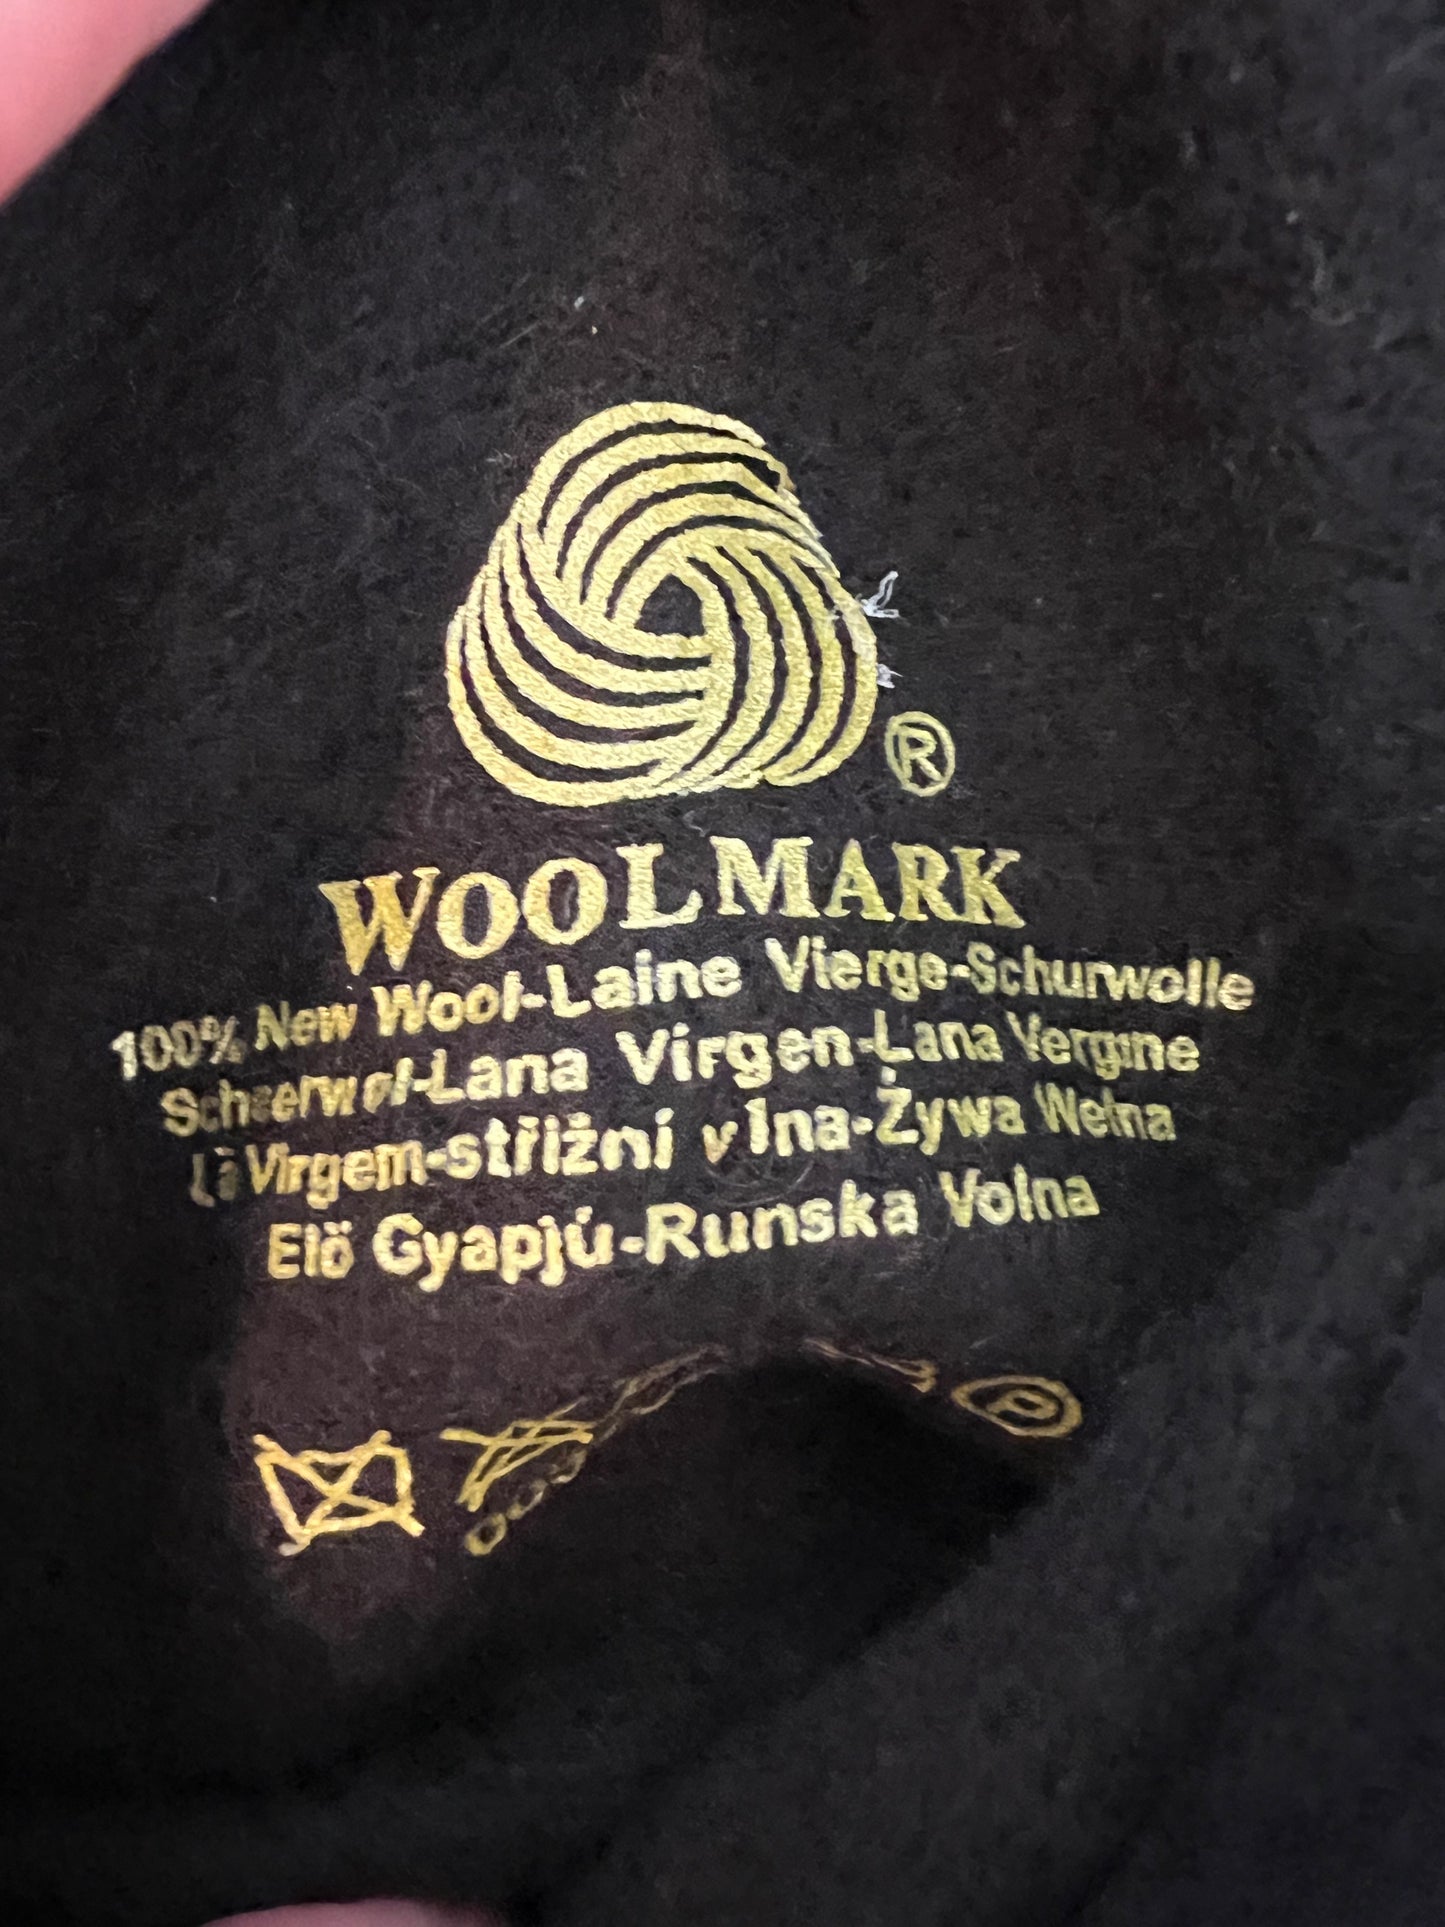 ®
WOOLMARK
100% New Wool-Laine Vierge-Schurwolle
Scheerwol-Lana Virgen-Lana Vergine
Lã Virgem-střižní vlna-Żywa Wełna
Elö Gyapjú-Runska Volna
P